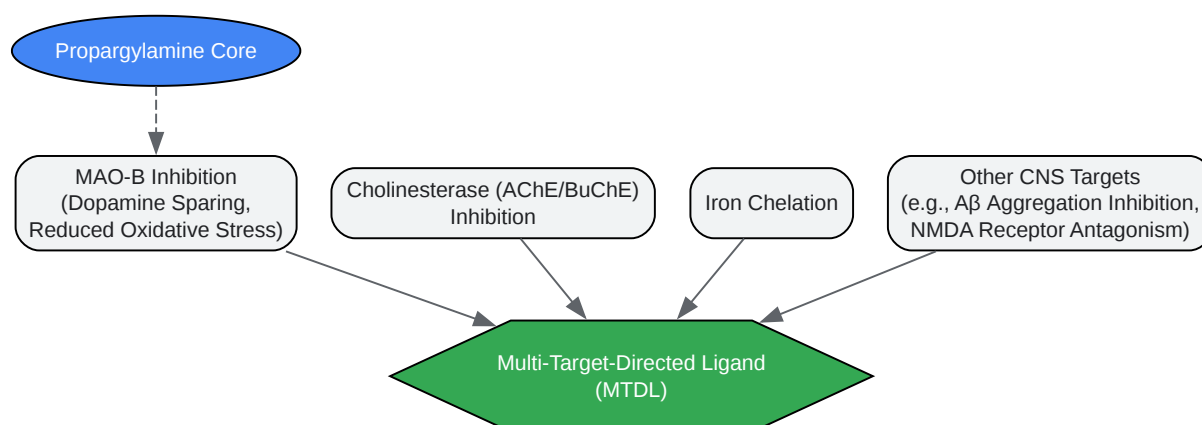 Propargylamine Core
MAO-B Inhibition
(Dopamine Sparing,
Reduced Oxidative Stress)
Cholinesterase (AChE/BuChE)
Inhibition
Iron Chelation
Other CNS Targets
(e.g., Aβ Aggregation Inhibition,
NMDA Receptor Antagonism)
Multi-Target-Directed Ligand
(MTDL)